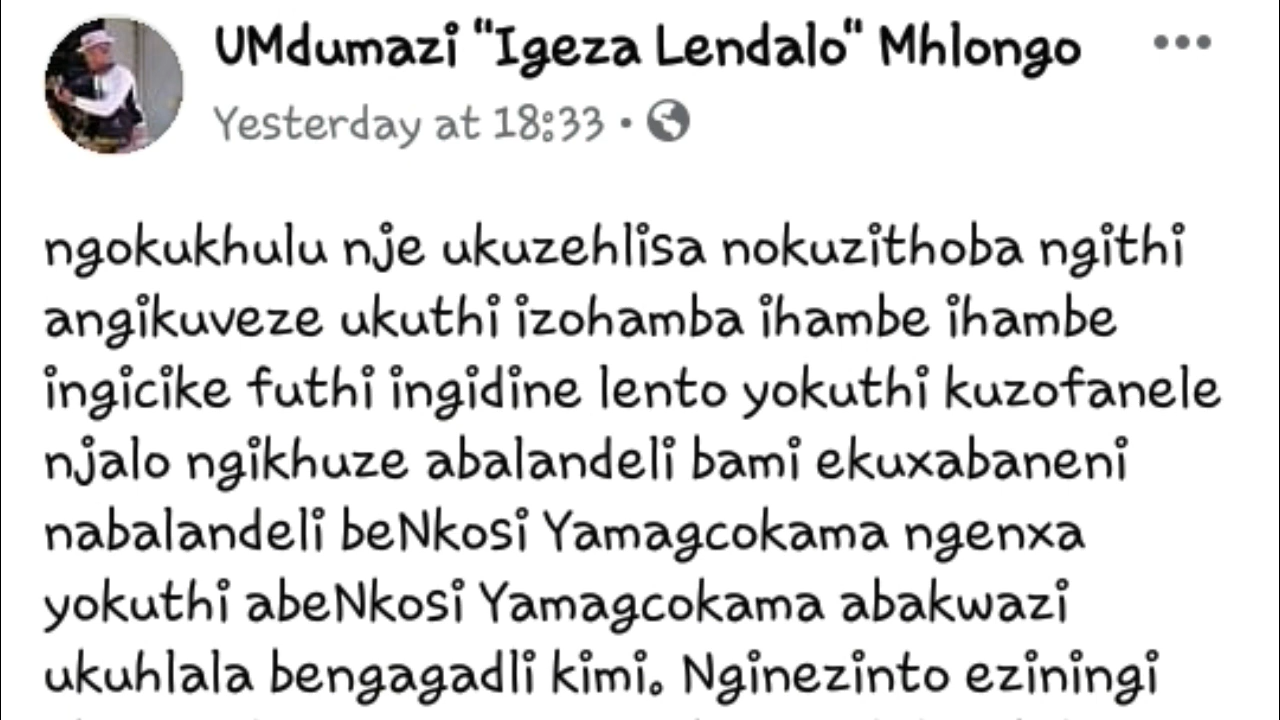 UMdumazi "Igeza Lendalo" Mhlongo
Yesterday at 18:33 •
ngokukhulu nje ukuzehlisa nokuzithoba ngithi
angikuveze ukuthi izohamba ihambe ihambe
ingicike futhi ingidine lento yokuthi kuzofanele
njalo ngikhuze abalandeli bami ekuxabaneni
nabalandeli beNkosi Yamagcokama ngenxa
yokuthi abeNkosi Yamagcokama abakwazi
ukuhlala bengagadli kimi. Nginezinto eziningi